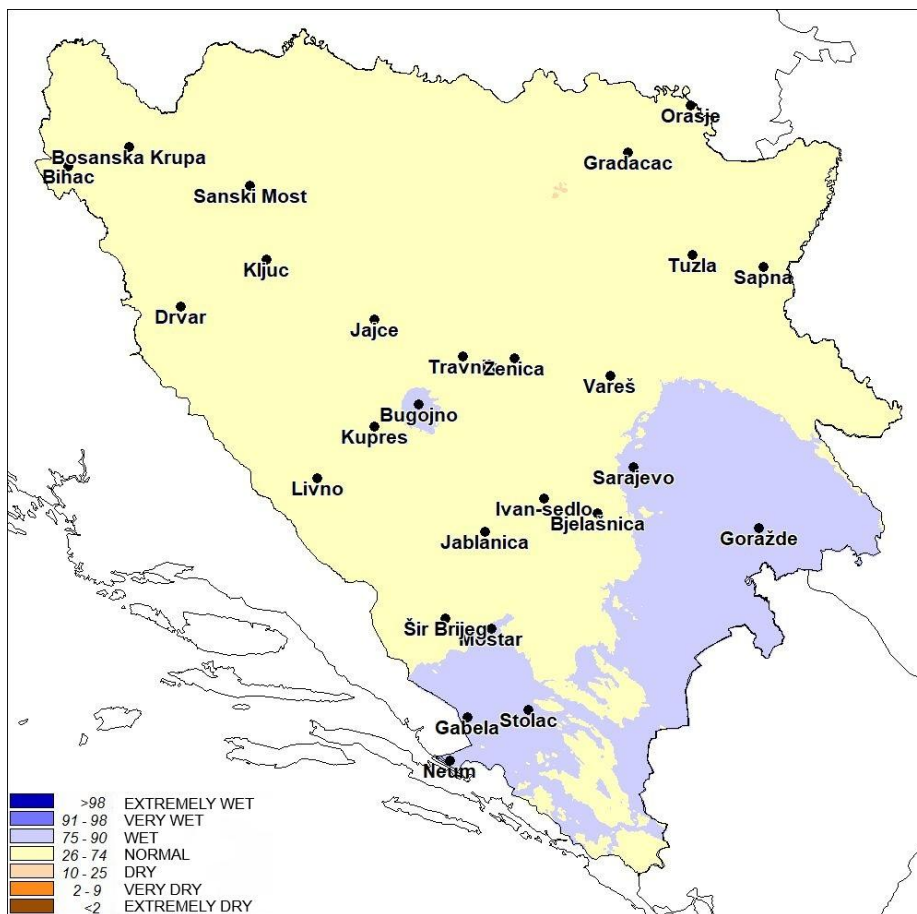 Orašje
Gradacac
Bosanska Krupa
Bihac
Sanski Most
Tuzla
Kljuc
Sapna
Drvar
Jajce
Travnik
Zenica
Vareš
Bugojno
Kupres
Sarajevo
Livno
Ivan-sedlo
Bjelašnica
Goražde
Jablanica
Šir Brijeg
Mostar
Stolac
Gabela
Neum
>98 EXTREMELY WET
91 - 98 VERY WET
75 - 90 WET
26 - 74 NORMAL
10 - 25 DRY
2 - 9 VERY DRY
<2 EXTREMELY DRY